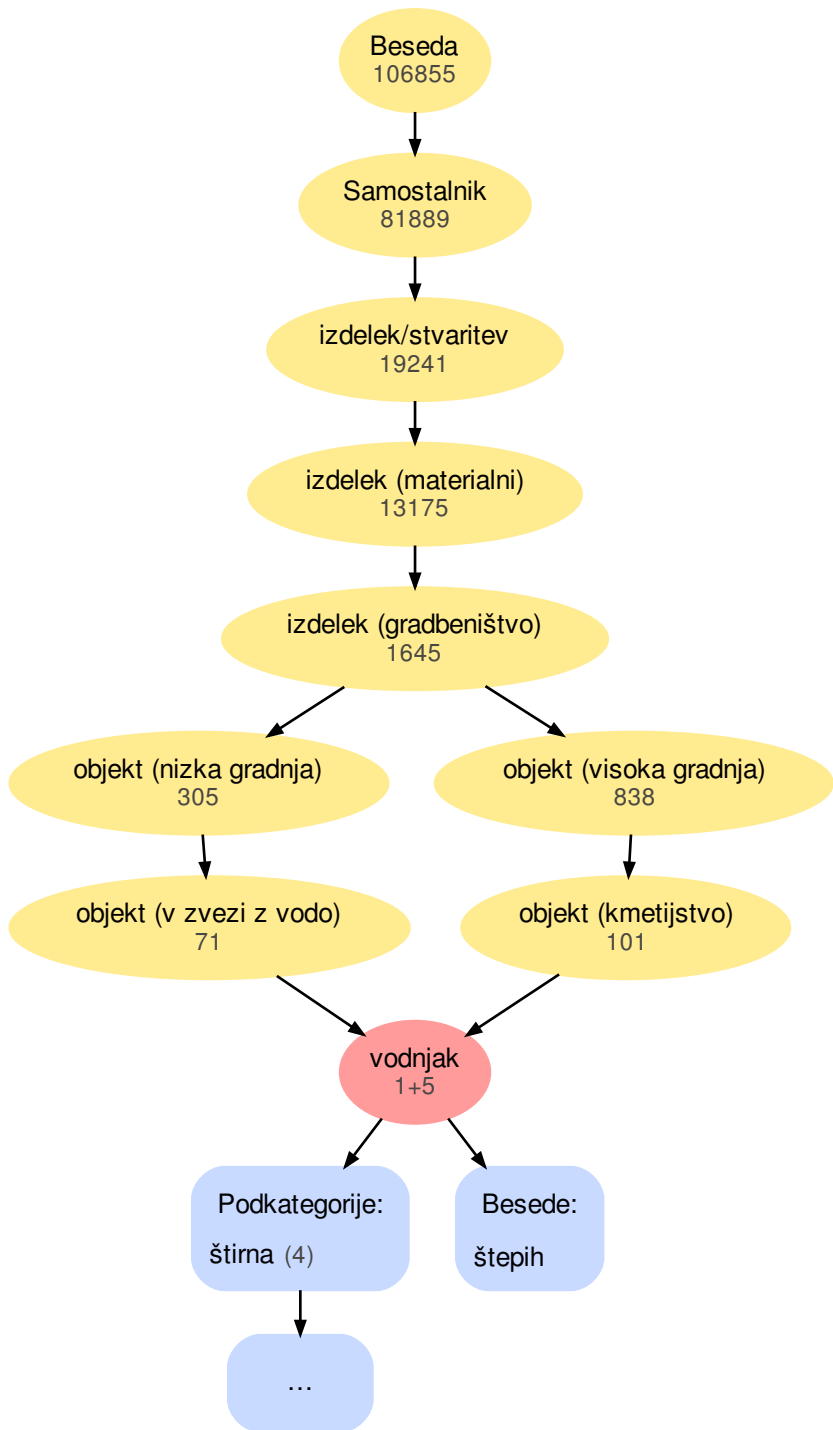 Beseda
106855
Samostalnik
81889
izdelek/stvaritev
19241
izdelek (materialni)
13175
izdelek (gradbeništvo)
1645
objekt (nizka gradnja)
305
objekt (visoka gradnja)
838
objekt (v zvezi z vodo)
71
objekt (kmetijstvo)
101
vodnjak
1+5
Podkategorije:
štirna (4)
Besede:
štepih
...